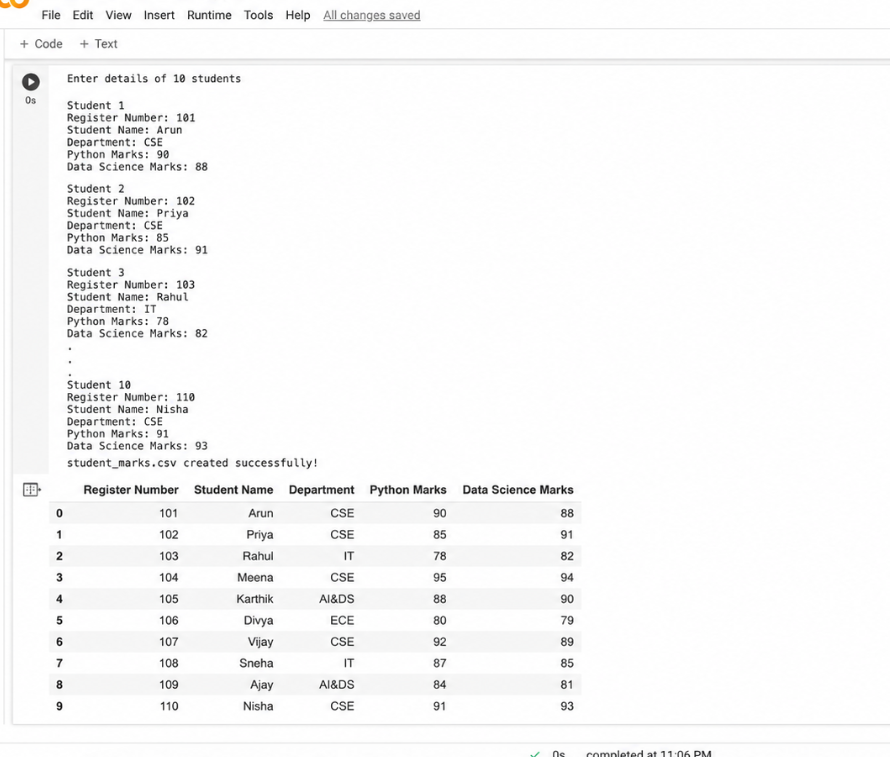 File Edit View Insert Runtime Tools Help All changes saved
+ Code + Text
Enter details of 10 students
0s
Student 1
Register Number: 101
Student Name: Arun
Department: CSE
Python Marks: 90
Data Science Marks: 88
Student 2
Register Number: 102
Student Name: Priya
Department: CSE
Python Marks: 85
Data Science Marks: 91
Student 3
Register Number: 103
Student Name: Rahul
Department: IT
Python Marks: 78
Data Science Marks: 82
.
.
.
Student 10
Register Number: 110
Student Name: Nisha
Department: CSE
Python Marks: 91
Data Science Marks: 93
student_marks.csv created successfully!
Register Number Student Name Department Python Marks Data Science Marks
0 101 Arun CSE 90 88
1 102 Priya CSE 85 91
2 103 Rahul IT 78 82
3 104 Meena CSE 95 94
4 105 Karthik AI&DS 88 90
5 106 Divya ECE 80 79
6 107 Vijay CSE 92 89
7 108 Sneha IT 87 85
8 109 Ajay AI&DS 84 81
9 110 Nisha CSE 91 93
0s completed at 11:06 PM